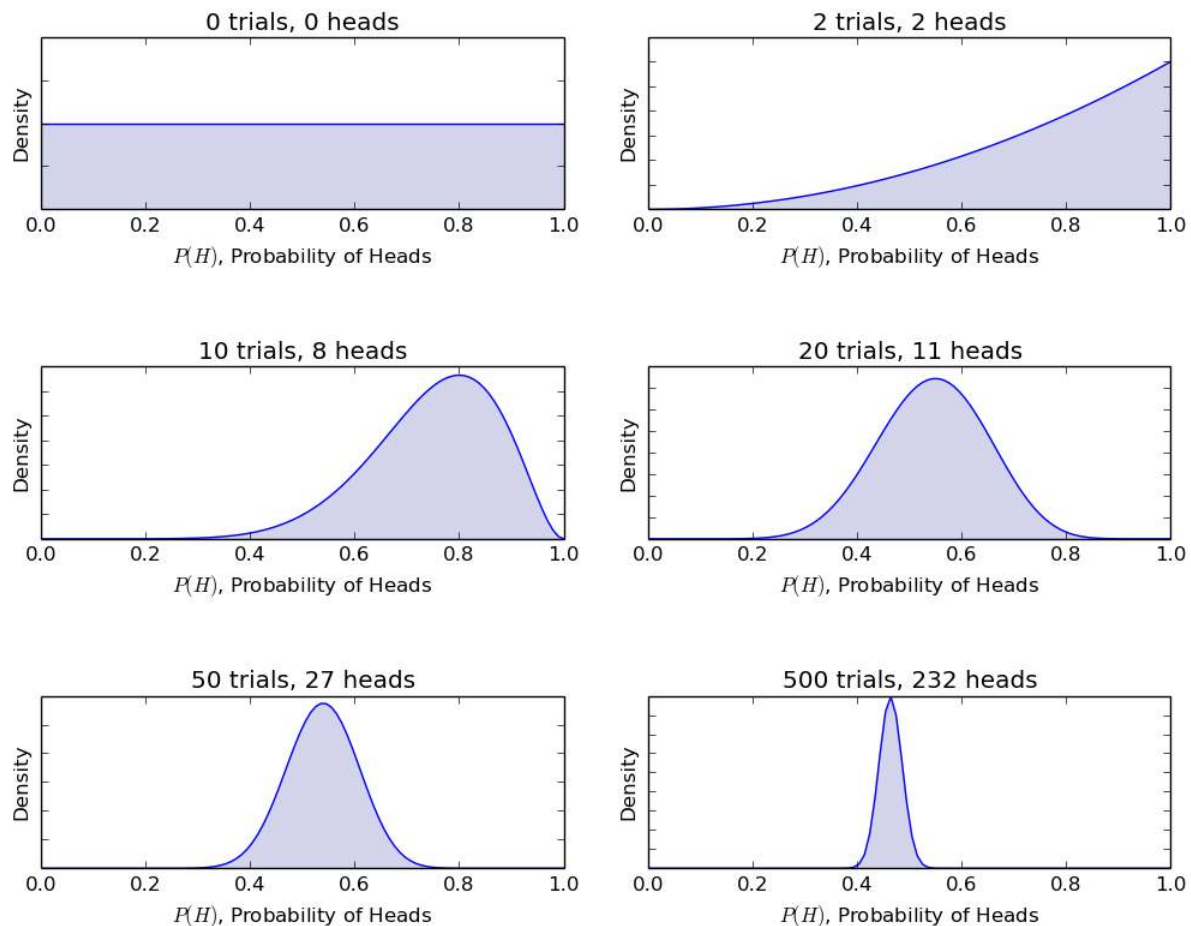 0 trials, 0 heads
Density
0.0 0.2 0.4 0.6 0.8 1.0
P(H), Probability of Heads
2 trials, 2 heads
Density
0.0 0.2 0.4 0.6 0.8 1.0
P(H), Probability of Heads
10 trials, 8 heads
Density
0.0 0.2 0.4 0.6 0.8 1.0
P(H), Probability of Heads
20 trials, 11 heads
Density
0.0 0.2 0.4 0.6 0.8 1.0
P(H), Probability of Heads
50 trials, 27 heads
Density
0.0 0.2 0.4 0.6 0.8 1.0
P(H), Probability of Heads
500 trials, 232 heads
Density
0.0 0.2 0.4 0.6 0.8 1.0
P(H), Probability of Heads